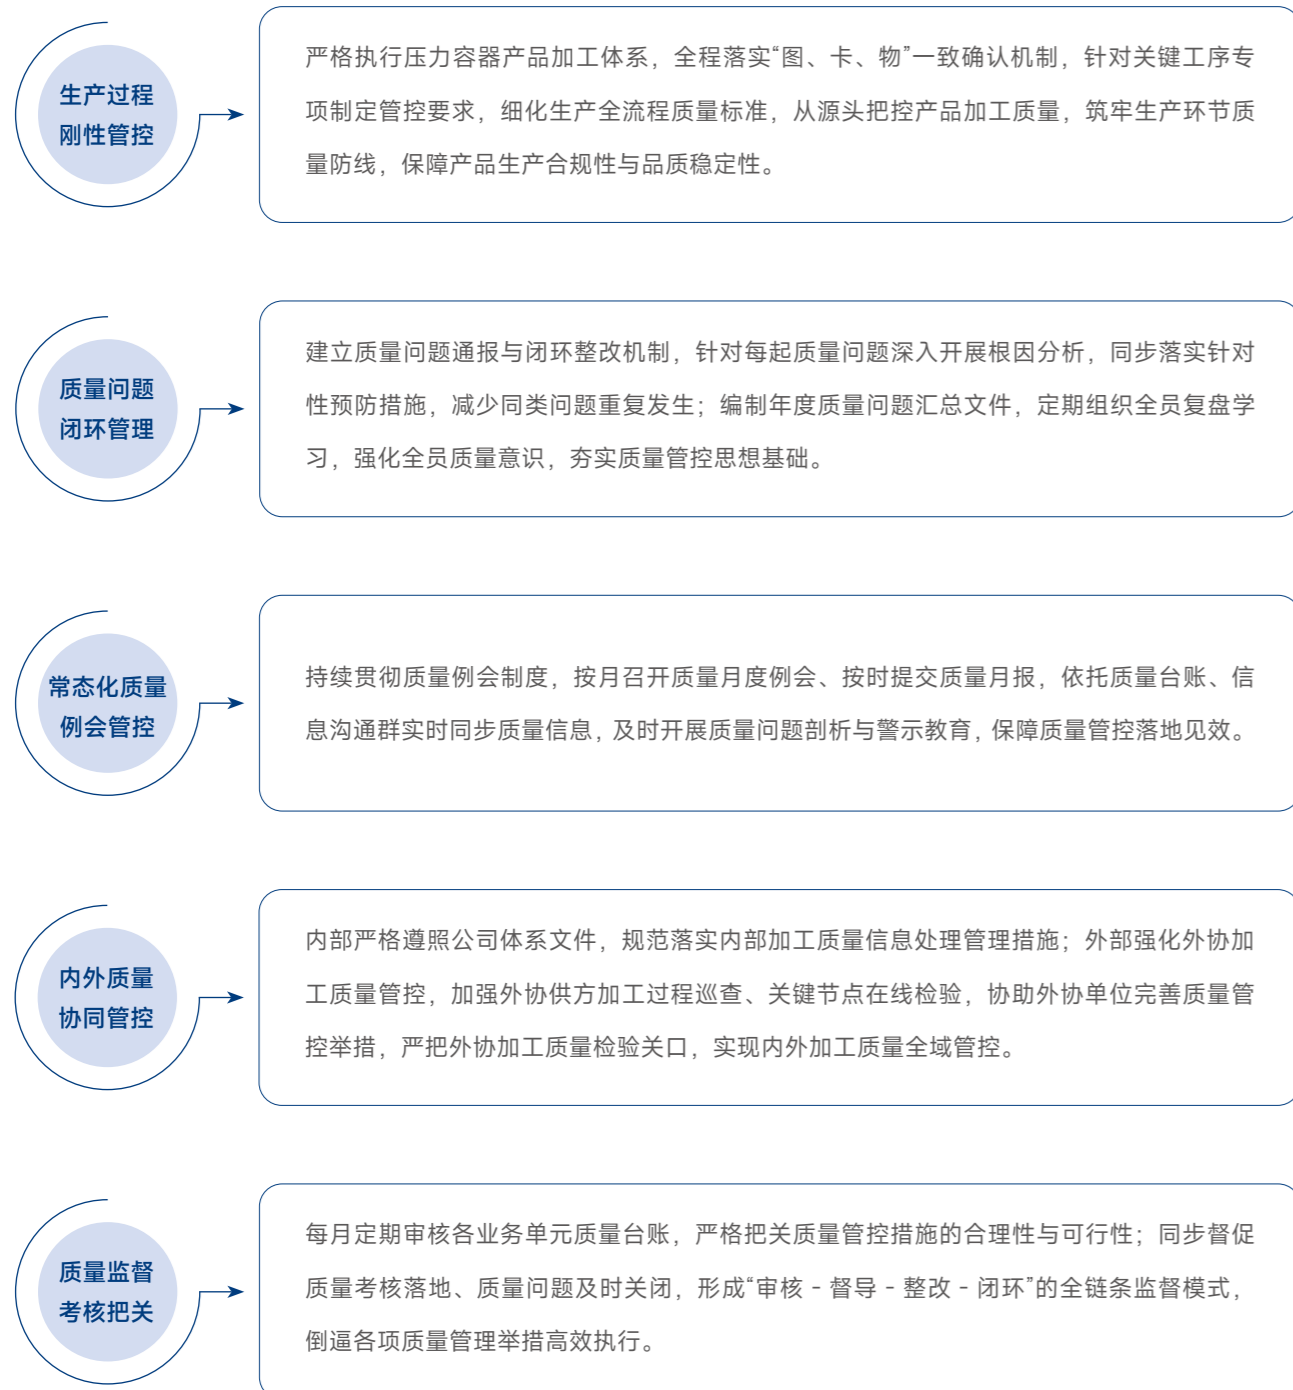 生产过程
刚性管控
严格执行压力容器产品加工体系，全程落实“图、卡、物”一致确认机制，针对关键工序专
项制定管控要求，细化生产全流程质量标准，从源头把控产品加工质量，筑牢生产环节质
量防线，保障产品生产合规性与品质稳定性。
质量问题
闭环管理
建立质量问题通报与闭环整改机制，针对每起质量问题深入开展根因分析，同步落实针对
性预防措施，减少同类问题重复发生；编制年度质量问题汇总文件，定期组织全员复盘学
习，强化全员质量意识，夯实质量管控思想基础。
常态化质量
例会管控
持续贯彻质量例会制度，按月召开质量月度例会、按时提交质量月报，依托质量台账、信
息沟通群实时同步质量信息，及时开展质量问题剖析与警示教育，保障质量管控落地见效。
内外质量
协同管控
内部严格遵照公司体系文件，规范落实内部加工质量信息处理管理措施；外部强化外协加
工质量管控，加强外协供方加工过程巡查、关键节点在线检验，协助外协单位完善质量管
控举措，严把外协加工质量检验关口，实现内外加工质量全域管控。
质量监督
考核把关
每月定期审核各业务单元质量台账，严格把关质量管控措施的合理性与可行性；同步督促
质量考核落地、质量问题及时关闭，形成“审核 - 督导 - 整改 - 闭环”的全链条监督模式，
倒逼各项质量管理举措高效执行。